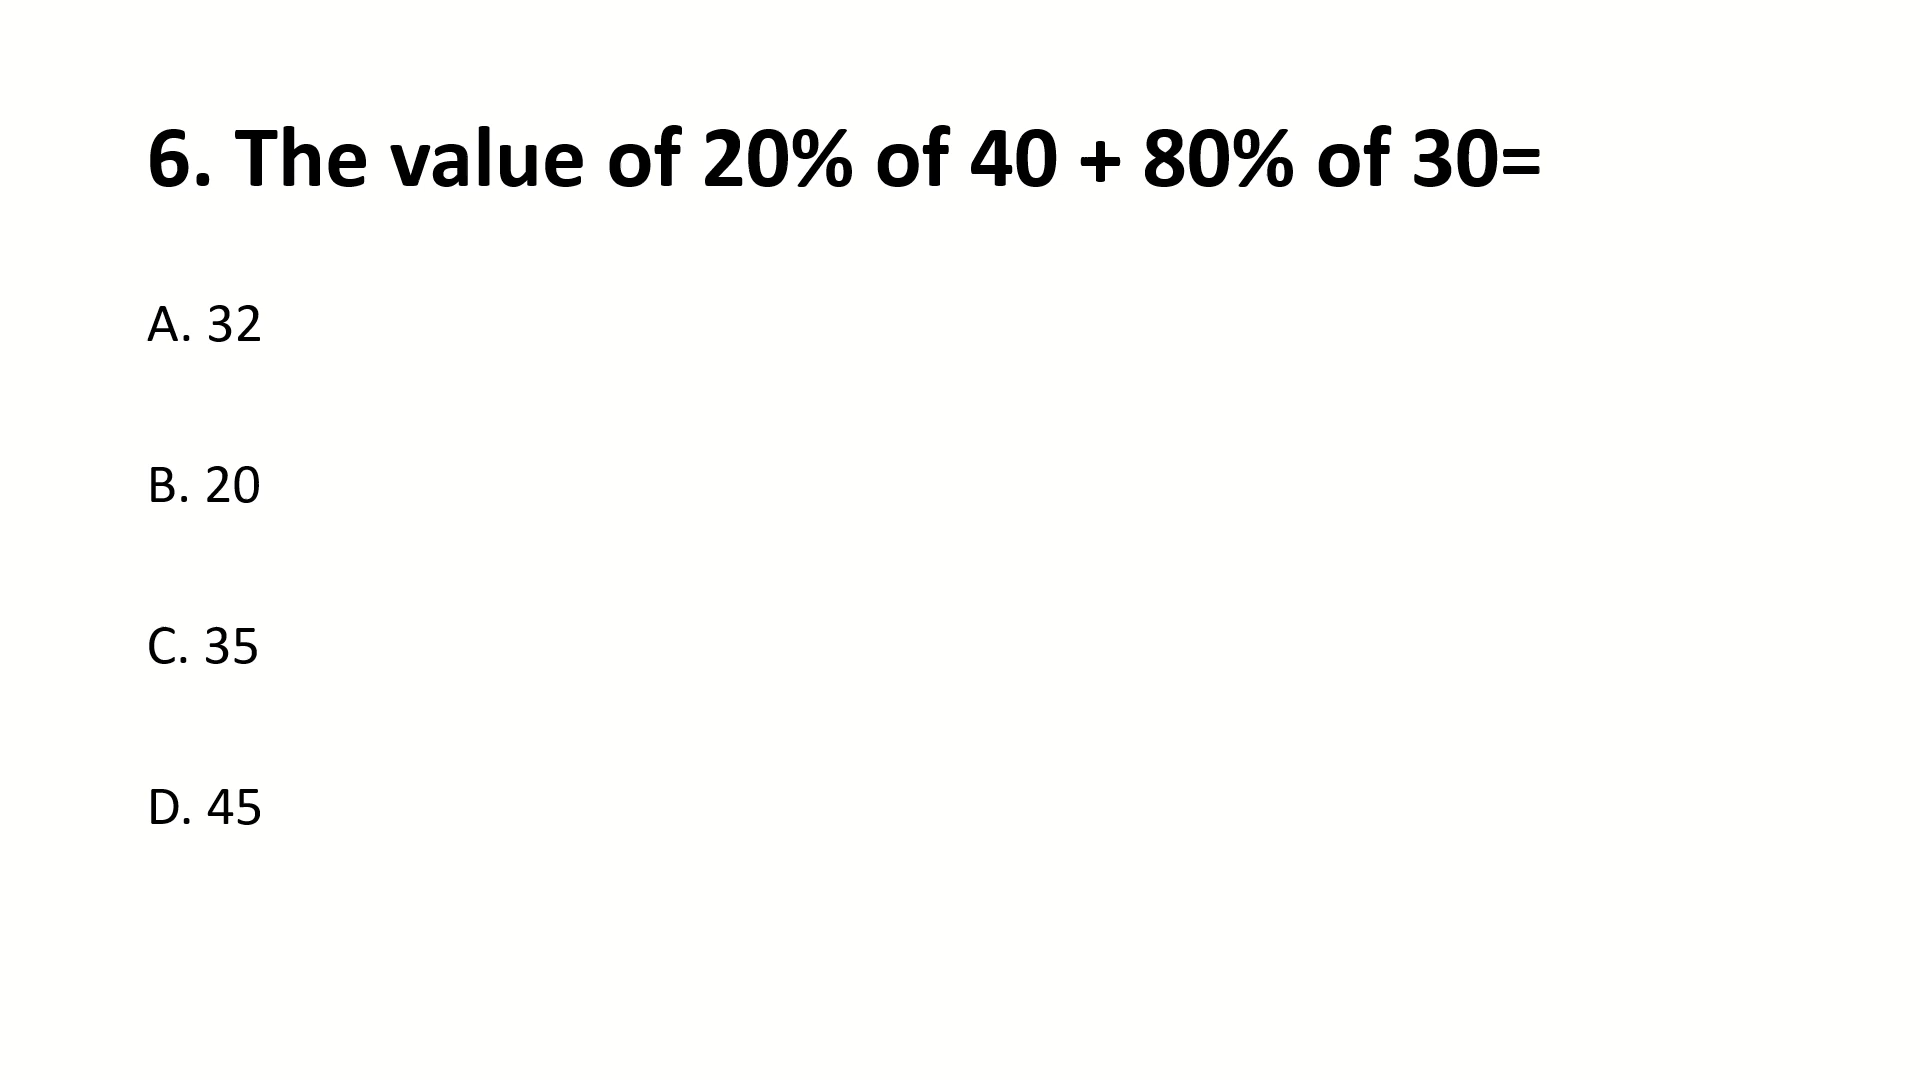 6. The value of 20% of 40 + 80% of 30=
A. 32
B. 20
C. 35
D. 45